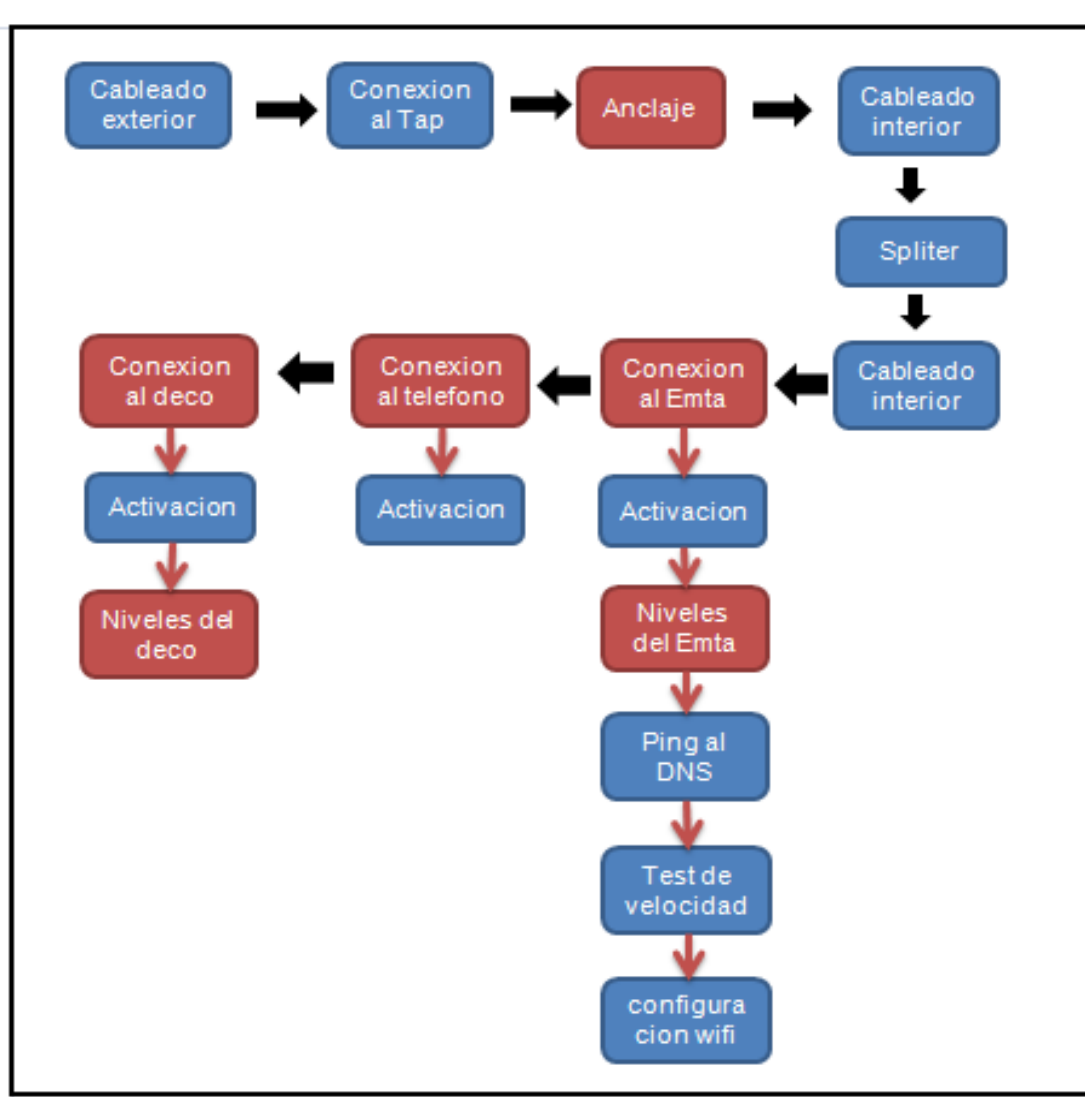 Cableado
exterior
Conexion
al Tap
Anclaje
Cableado
interior
Spliter
Conexion
al deco
Conexion
al telefono
Conexion
al Emta
Cableado
interior
Activacion
Activacion
Activacion
Niveles del
deco
Niveles
del Emta
Ping al
DNS
Test de
velocidad
configura
cion wifi